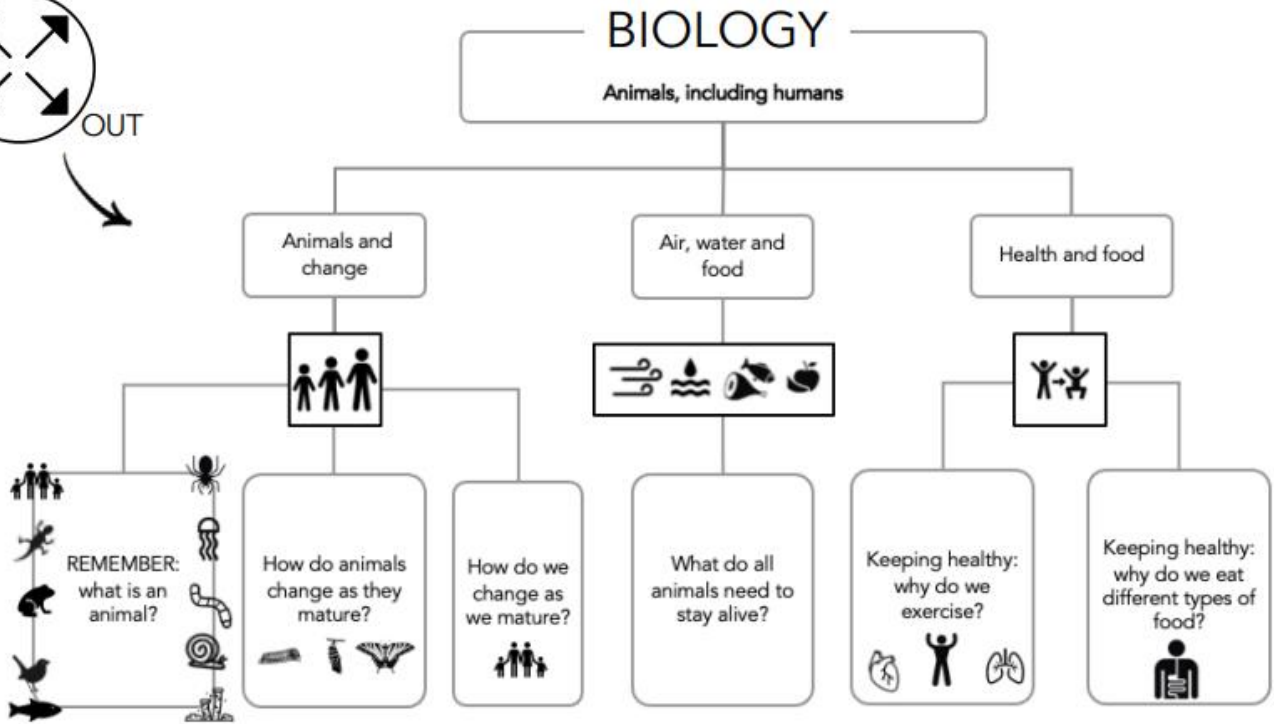 OUT
BIOLOGY
Animals, including humans
Animals and
change
Air, water and
food
Health and food
REMEMBER:
what is an
animal?
How do animals
change as they
mature?
How do we
change as
we mature?
What do all
animals need to
stay alive?
Keeping healthy:
why do we
exercise?
Keeping healthy:
why do we eat
different types of
food?